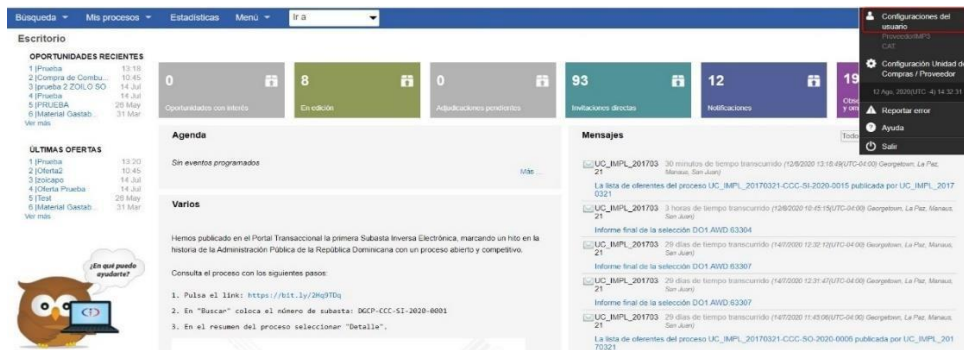 Búsqueda Mis procesos Estadísticas Menú Ir a
Escritorio
OPORTUNIDADES RECIENTES
1 |Prueba 13:18
2 |Compra de Combu... 10:45
3 |prueba 2 ZOILO SO 14 Jul
4 |Prueba 14 Jul
5 |PRUEBA 26 May
6 |Material Gastab... 31 Mar
Ver más
ÚLTIMAS OFERTAS
1 |Prueba 13:20
2 |Oferta2 10:45
3 |zoicapo 14 Jul
4 |Oferta Prueba 14 Jul
5 |Test 26 May
6 |Material Gastab... 31 Mar
Ver más
¿En qué puedo
ayudarte?
0
Oportunidades con interés
8
En edición
0
Adjudicaciones pendientes
93
Invitaciones directas
12
Notificaciones
19
Agenda
Sin eventos programados
Más ...
Varios
Hemos publicado en el Portal Transaccional la primera Subasta Inversa Electrónica, marcando un hito en la
historia de la Administración Pública de la República Dominicana con un proceso abierto y competitivo.
Consulta el proceso con los siguientes pasos:
1. Pulsa el link: https://bit.ly/2Hq9TDq
2. En "Buscar" coloca el número de subasta: DGCP-CCC-SI-2020-0001
3. En el resumen del proceso seleccionar "Detalle".
Mensajes
UC_IMPL_201703 30 minutos de tiempo transcurrido (12/8/2020 13:18:49(UTC-04:00) Georgetown, La Paz,
21 Manaus, San Juan)
La lista de oferentes del proceso UC_IMPL_20170321-CCC-SI-2020-0015 publicada por UC_IMPL_2017
0321
UC_IMPL_201703 3 horas de tiempo transcurrido (12/8/2020 10:45:15(UTC-04:00) Georgetown, La Paz, Manaus,
21 San Juan)
Informe final de la selección DO1.AWD.63304
UC_IMPL_201703 29 días de tiempo transcurrido (14/7/2020 12:32:12(UTC-04:00) Georgetown, La Paz, Manaus,
21 San Juan)
Informe final de la selección DO1.AWD.63307
UC_IMPL_201703 29 días de tiempo transcurrido (14/7/2020 12:31:47(UTC-04:00) Georgetown, La Paz, Manaus,
21 San Juan)
Informe final de la selección DO1.AWD.63307
UC_IMPL_201703 29 días de tiempo transcurrido (14/7/2020 11:43:06(UTC-04:00) Georgetown, La Paz, Manaus,
21 San Juan)
La lista de oferentes del proceso UC_IMPL_20170321-CCC-SO-2020-0006 publicada por UC_IMPL_201
70321
Configuraciones del
usuario
CAT
Configuración Unidad de
Compras / Proveedor
12 Ago, 2020(UTC -4) 14:32:31
Reportar error
Ayuda
Salir